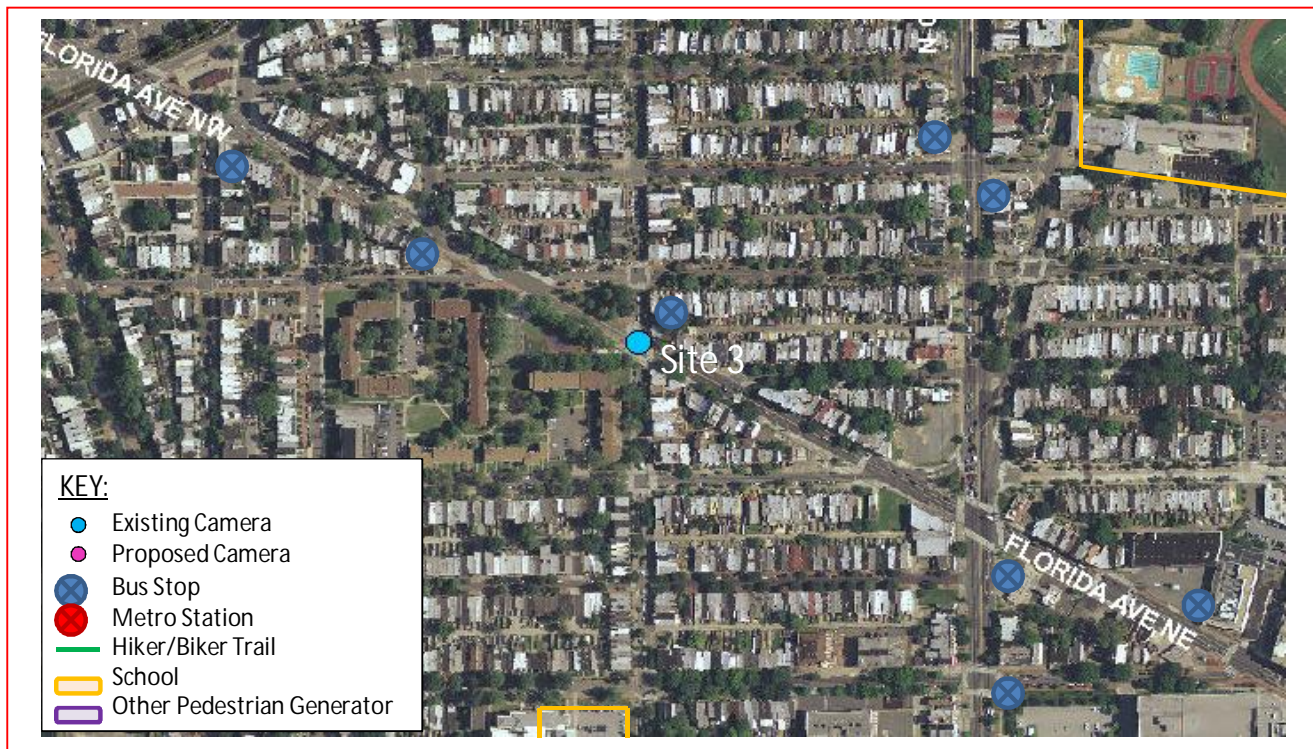 FLORIDA AVE NW
Site 3
FLORIDA AVE NE
KEY:
Existing Camera
Proposed Camera
Bus Stop
Metro Station
Hiker/Biker Trail
School
Other Pedestrian Generator